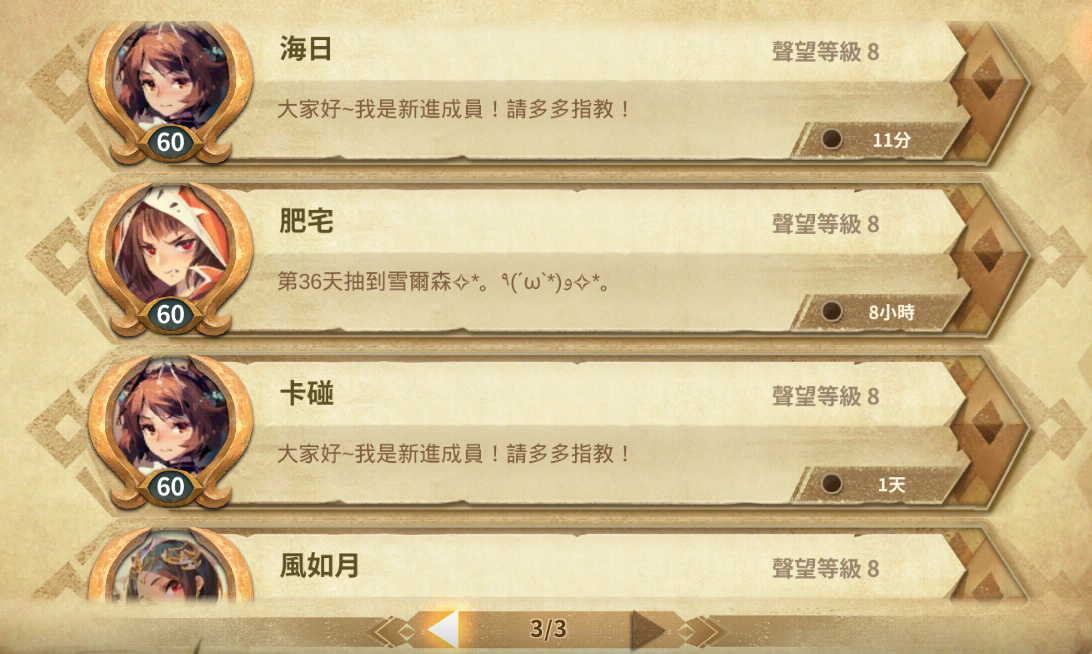 海日
聲望等級 8
大家好~我是新進成員！請多多指教！
60
11分
肥宅
聲望等級 8
第36天抽到雪爾森✧*。٩(ˊωˋ*)و✧*。
60
8小時
卡碰
聲望等級 8
大家好~我是新進成員！請多多指教！
60
1天
風如月
聲望等級 8
3/3